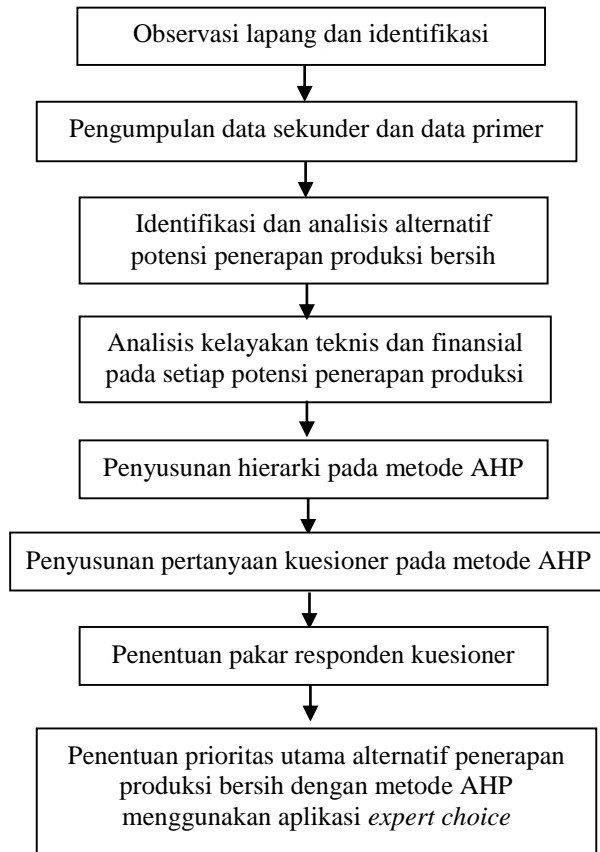 Observasi lapang dan identifikasi
Pengumpulan data sekunder dan data primer
Identifikasi dan analisis alternatif
potensi penerapan produksi bersih
Analisis kelayakan teknis dan finansial
pada setiap potensi penerapan produksi
Penyusunan hierarki pada metode AHP
Penyusunan pertanyaan kuesioner pada metode AHP
Penentuan pakar responden kuesioner
Penentuan prioritas utama alternatif penerapan
produksi bersih dengan metode AHP
menggunakan aplikasi expert choice